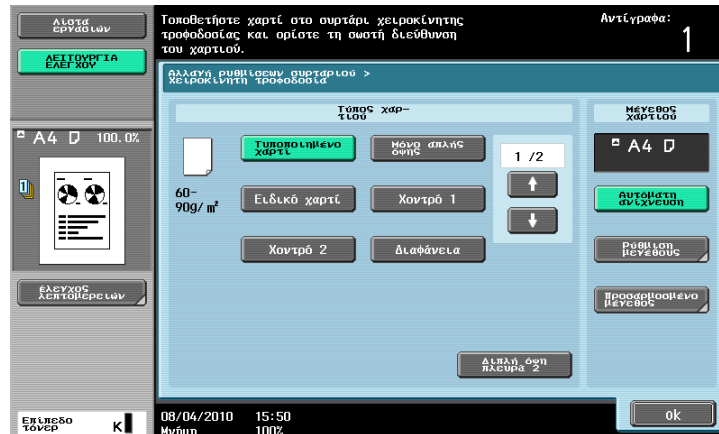 Λίστα
εργασιών
ΛΕΙΤΟΥΡΓΙΑ
ΕΛΕΓΧΟΥ
Τοποθετήστε χαρτί στο συρτάρι χειροκίνητης
τροφοδοσίας και ορίστε τη σωστή διεύθυνση
του χαρτιού.
Αντίγραφα:
1
Αλλαγή ρυθμίσεων συρταριού >
Χειροκίνητη τροφοδοσία
Τύπος χαρ-
τιού
Μέγεθος
χαρτιού
A4 100.0%
Τυποποιημένο
χαρτί
Μόνο απλής
όψης
1 /2
A4
60-
90g/m²
Ειδικό χαρτί
Χοντρό 1
Αυτόματη
ανίχνευση
Χοντρό 2
Διαφάνεια
Ρύθμιση
μεγέθους
έλεγχος
λεπτομερειών
Προσαρμοσμένο
μέγεθος
Διπλή όψη
πλευρά 2
Επίπεδο
τόνερ
K
08/04/2010 15:50
Μνήμη 100%
ok